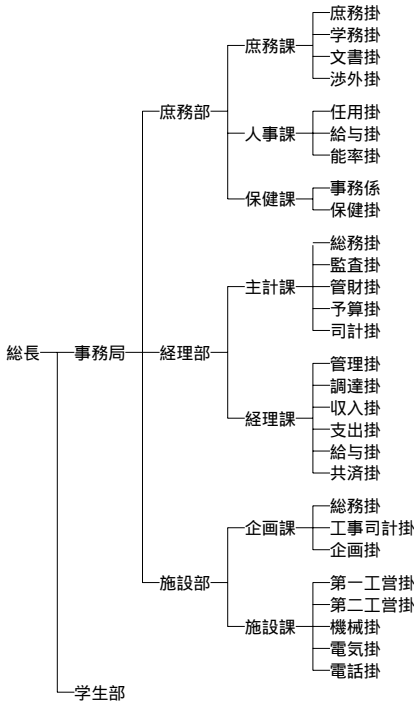 総長
事務局
庶務部
庶務課
庶務掛
学務掛
文書掛
渉外掛
人事課
任用掛
給与掛
能率掛
保健課
事務係
保健掛
経理部
主計課
総務掛
監査掛
管財掛
予算掛
司計掛
経理課
管理掛
調達掛
収入掛
支出掛
給与掛
共済掛
施設部
企画課
総務掛
工事司計掛
企画掛
施設課
第一工営掛
第二工営掛
機械掛
電気掛
電話掛
学生部